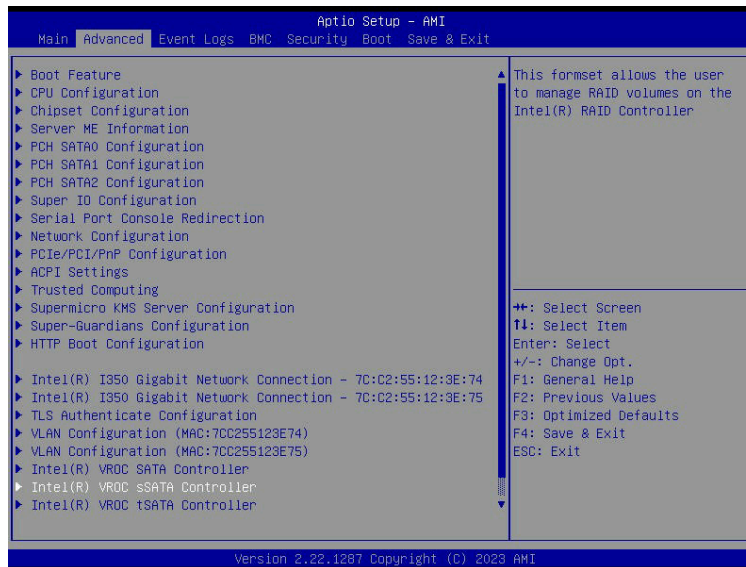 Aptio Setup - AMI
Main Advanced Event Logs BMC Security Boot Save & Exit
Boot Feature
CPU Configuration
Chipset Configuration
Server ME Information
PCH SATA0 Configuration
PCH SATA1 Configuration
PCH SATA2 Configuration
Super IO Configuration
Serial Port Console Redirection
Network Configuration
PCIe/PCI/PnP Configuration
ACPI Settings
Trusted Computing
Supermicro KMS Server Configuration
Super-Guardians Configuration
HTTP Boot Configuration
Intel(R) I350 Gigabit Network Connection - 7C:C2:55:12:3E:74
Intel(R) I350 Gigabit Network Connection - 7C:C2:55:12:3E:75
TLS Authenticate Configuration
VLAN Configuration (MAC:7CC255123E74)
VLAN Configuration (MAC:7CC255123E75)
Intel(R) VROC SATA Controller
Intel(R) VROC sSATA Controller
Intel(R) VROC tSATA Controller
This formset allows the user
to manage RAID volumes on the
Intel(R) RAID Controller
→←: Select Screen
↑↓: Select Item
Enter: Select
+/-: Change Opt.
F1: General Help
F2: Previous Values
F3: Optimized Defaults
F4: Save & Exit
ESC: Exit
Version 2.22.1287 Copyright (C) 2023 AMI